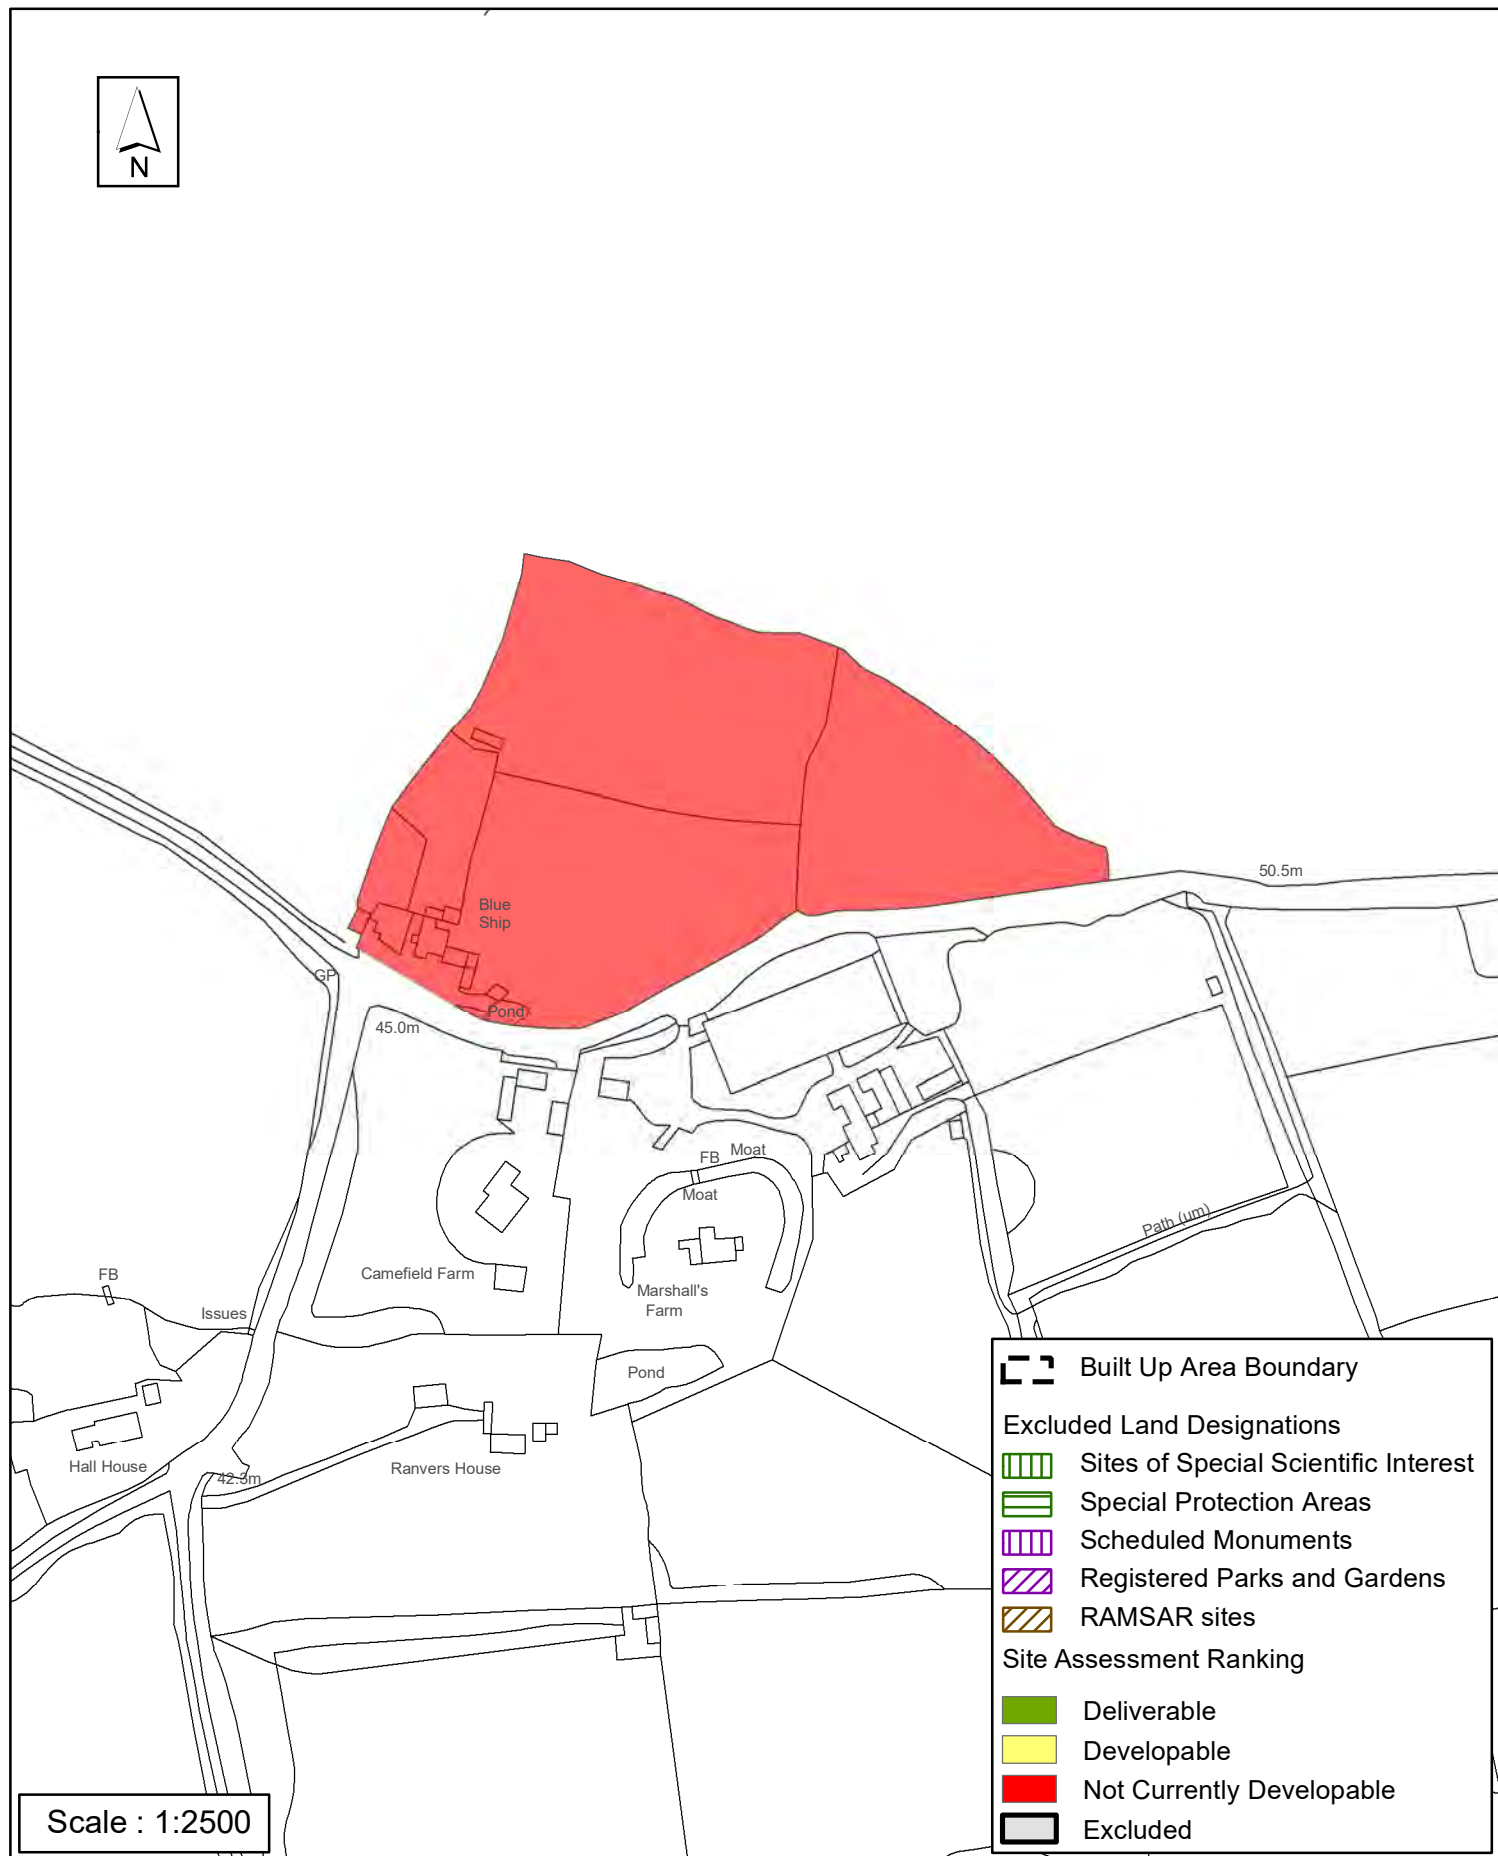 N
50.5m
Blue
Ship
GP
Pond
45.0m
FB
Moat
Moat
Path (um)
FB
Camefield Farm
Marshall's
Farm
Issues
Pond
Hall House
42.3m
Ranvers House
Built Up Area Boundary
Excluded Land Designations
Sites of Special Scientific Interest
Special Protection Areas
Scheduled Monuments
Registered Parks and Gardens
RAMSAR sites
Site Assessment Ranking
Deliverable
Developable
Not Currently Developable
Excluded
Scale : 1:2500